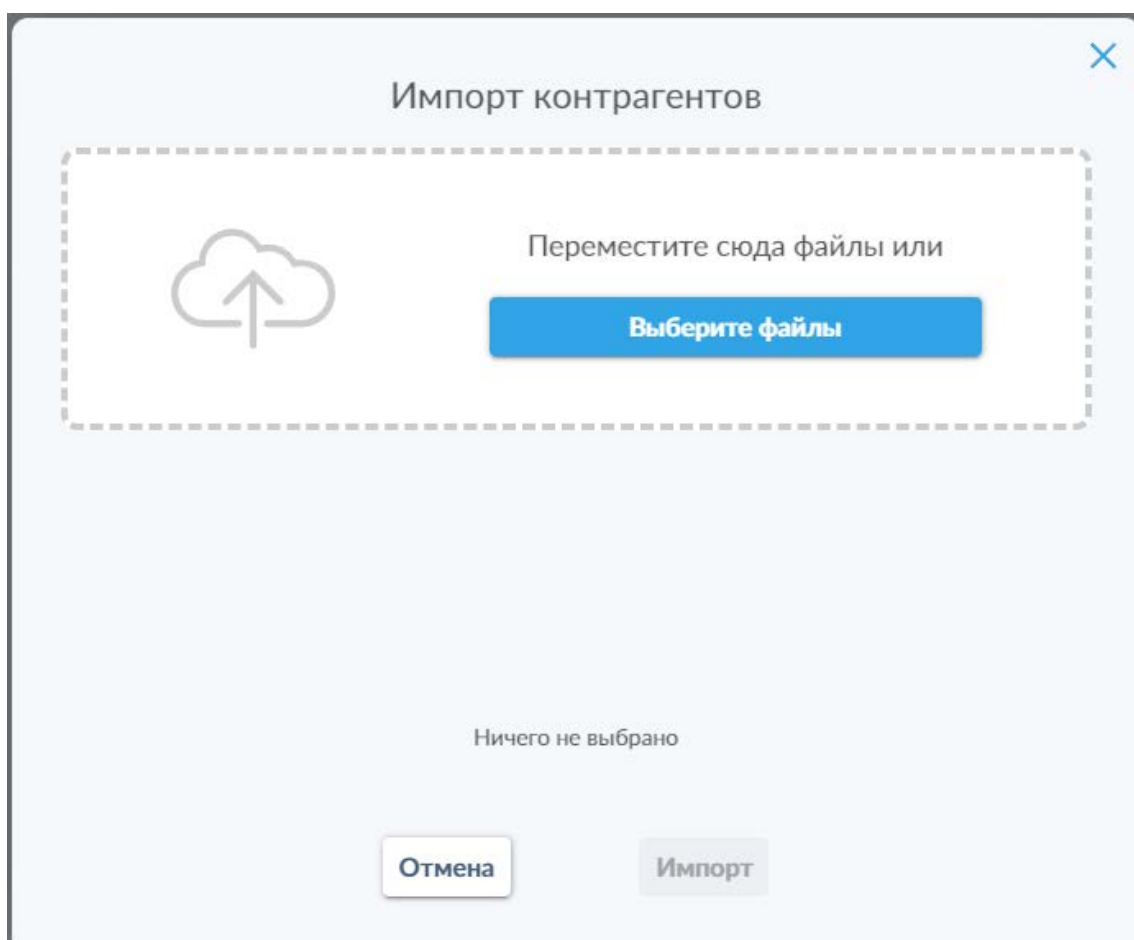 Импорт контрагентов
Переместите сюда файлы или
Выберите файлы
Ничего не выбрано
Отмена
Импорт